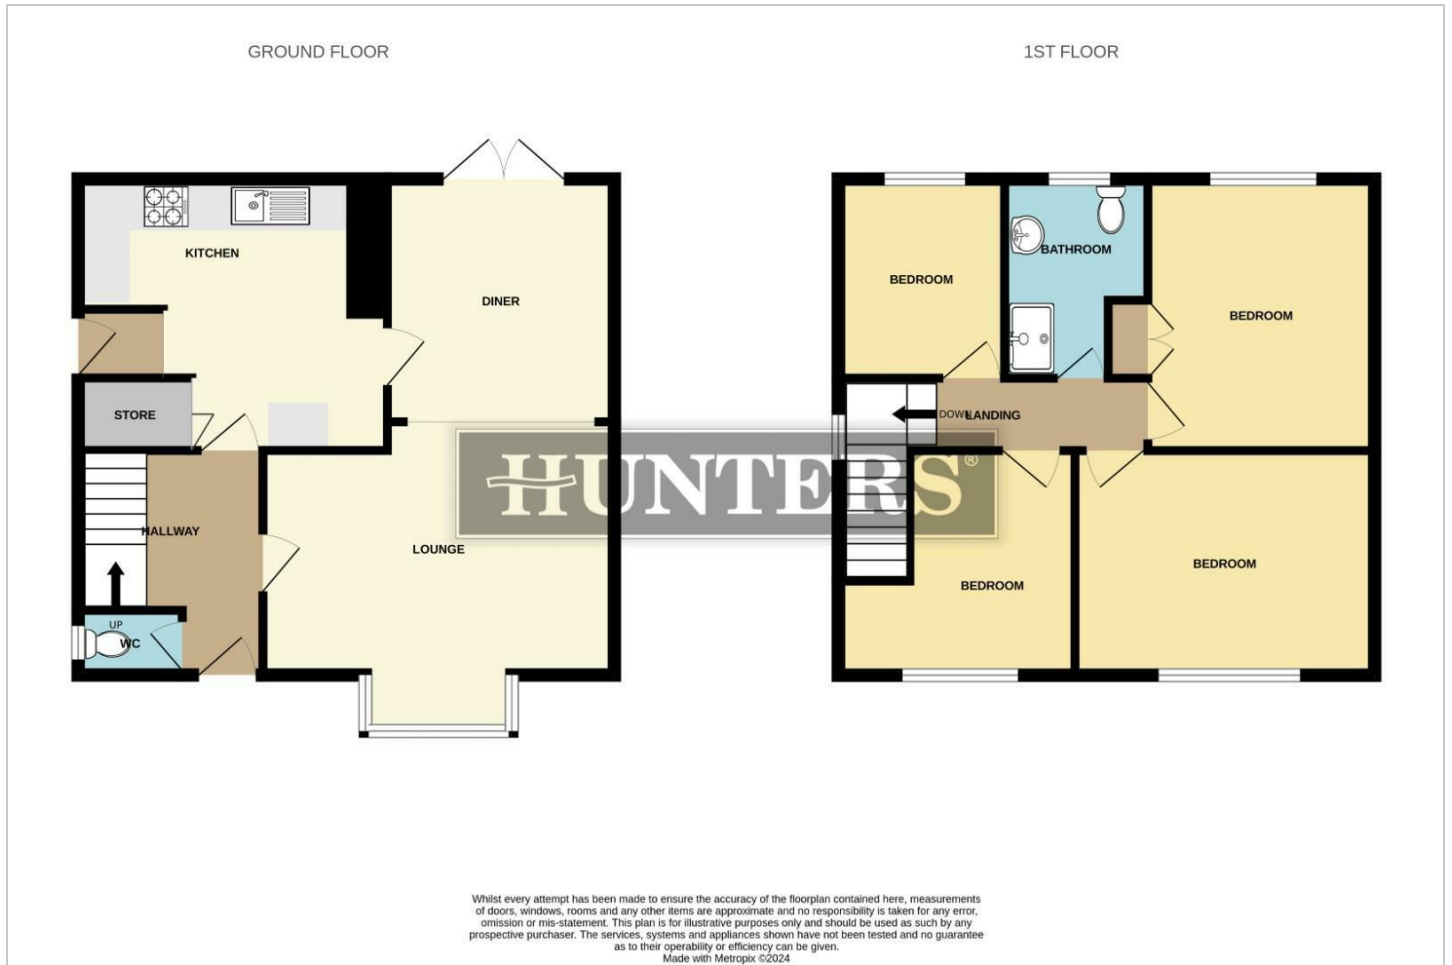 GROUND FLOOR
1ST FLOOR
KITCHEN
DINER
STORE
HALLWAY
LOUNGE
UP
WC
BEDROOM
BATHROOM
BEDROOM
DOWN
LANDING
BEDROOM
BEDROOM
HUNTERS®
Whilst every attempt has been made to ensure the accuracy of the floorplan contained here, measurements
of doors, windows, rooms and any other items are approximate and no responsibility is taken for any error,
omission or mis-statement. This plan is for illustrative purposes only and should be used as such by any
prospective purchaser. The services, systems and appliances shown have not been tested and no guarantee
as to their operability or efficiency can be given.
Made with Metropix ©2024